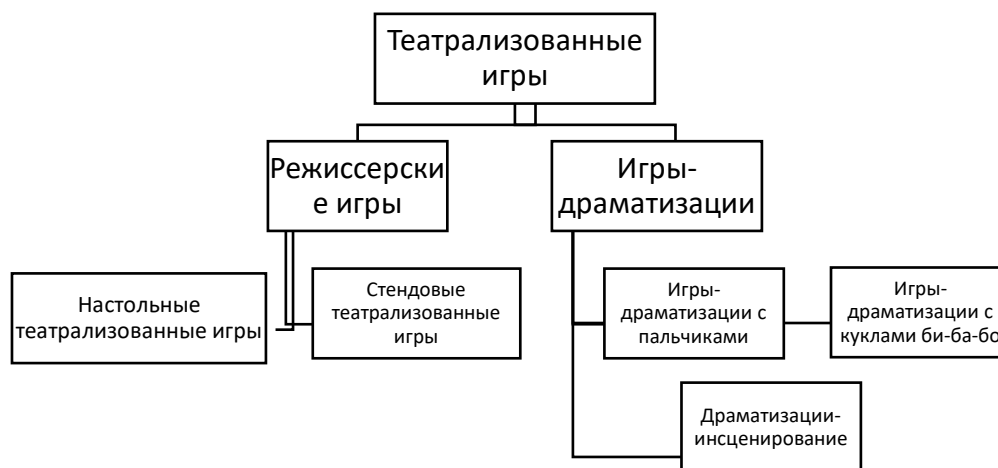 Театрализованные
игры
Режиссерски
е игры
Игры-
драматизации
Настольные
театрализованные игры
Стендовые
театрализованные
игры
Игры-
драматизации с
пальчиками
Игры-
драматизации с
куклами би-ба-бо
Драматизации-
инсценирование